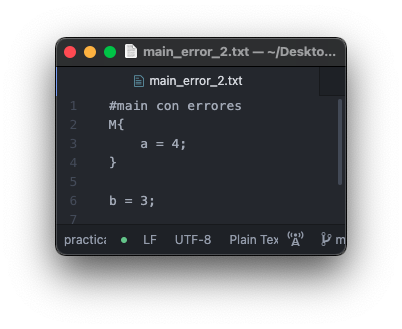 main_error_2.txt — ~/Deskto...
main_error_2.txt
1 #main con errores
2 M{
3     a = 4;
4 }
5
6 b = 3;
7
practica LF UTF-8 Plain Tex m